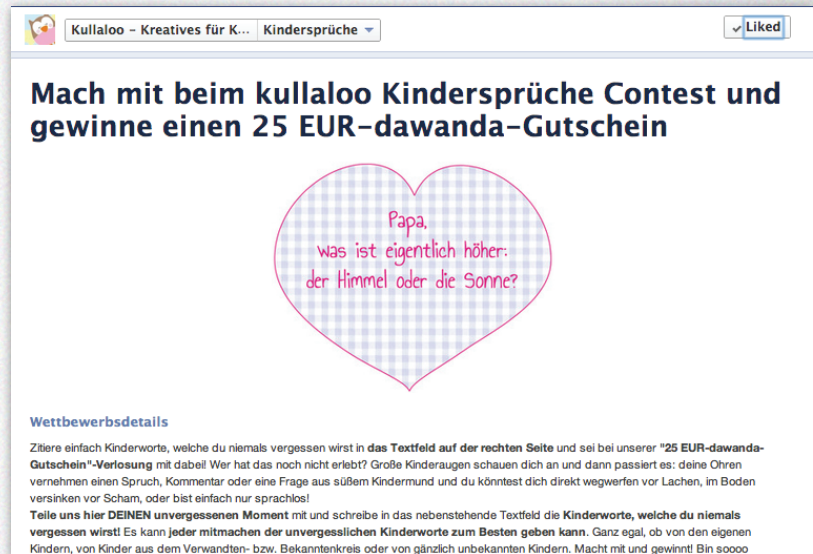 Kullaloo – Kreatives für K... Kindersprüche
Liked
Mach mit beim kullaloo Kindersprüche Contest und
gewinne einen 25 EUR-dawanda-Gutschein
Papa,
was ist eigentlich höher:
der Himmel oder die Sonne?
Wettbewerbsdetails
Zitiere einfach Kinderworte, welche du niemals vergessen wirst in das Textfeld auf der rechten Seite und sei bei unserer "25 EUR-dawanda-
Gutschein"-Verlosung mit dabei! Wer hat das noch nicht erlebt? Große Kinderaugen schauen dich an und dann passiert es: deine Ohren
vernehmen einen Spruch, Kommentar oder eine Frage aus süßem Kindermund und du könntest dich direkt wegwerfen vor Lachen, im Boden
versinken vor Scham, oder bist einfach nur sprachlos!
Teile uns hier DEINEN unvergessenen Moment mit und schreibe in das nebenstehende Textfeld die Kinderworte, welche du niemals
vergessen wirst! Es kann jeder mitmachen der unvergesslichen Kinderworte zum Besten geben kann. Ganz egal, ob von den eigenen
Kindern, von Kinder aus dem Verwandten- bzw. Bekanntenkreis oder von gänzlich unbekannten Kindern. Macht mit und gewinnt! Bin soooo